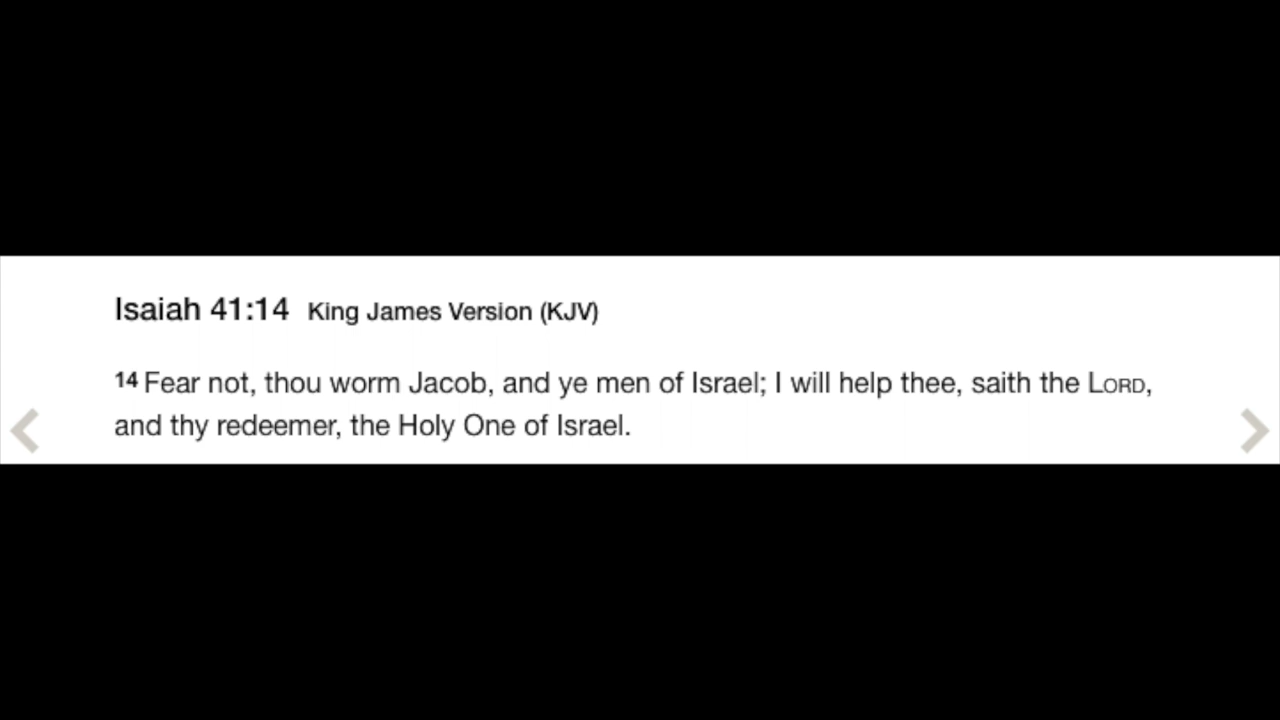 Isaiah 41:14 King James Version (KJV)
14 Fear not, thou worm Jacob, and ye men of Israel; I will help thee, saith the LORD,
and thy redeemer, the Holy One of Israel.